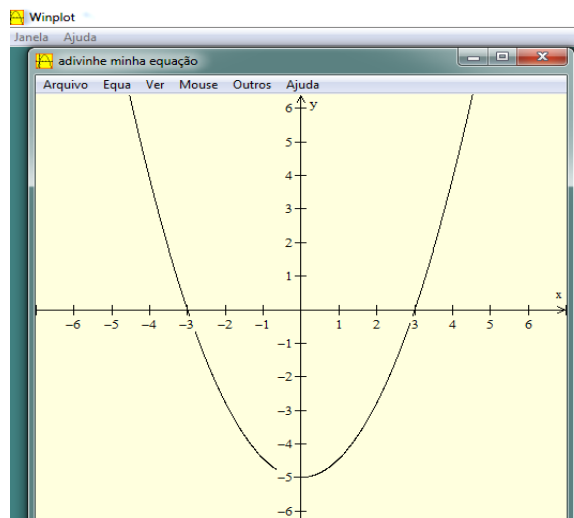 Winplot
Janela Ajuda
adivinhe minha equação
Arquivo Equa Ver Mouse Outros Ajuda
y
6
5
4
3
2
1
x
−6 −5 −4 −3 −2 −1 1 2 3 4 5 6
−1
−2
−3
−4
−5
−6